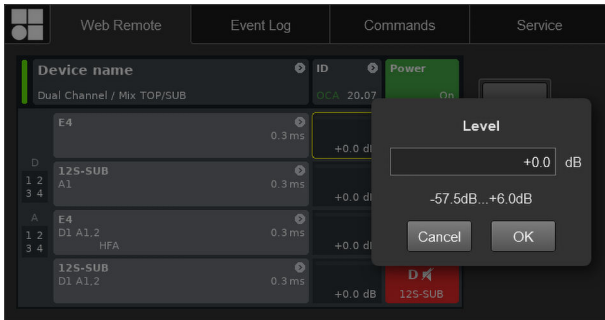 Web Remote
Event Log
Commands
Service
Device name
ID
Power
Dual Channel / Mix TOP/SUB
OCA 20.07
On
E4
0.3 ms
+0.0 dB
12S-SUB
A1
0.3 ms
+0.0 d
D
1 2
3 4
E4
D1 A1,2
0.3 ms
HFA
+0.0 d
A
1 2
3 4
12S-SUB
D1 A1,2
0.3 ms
+0.0 dB
D
12S-SUB
Level
+0.0 dB
-57.5dB...+6.0dB
Cancel
OK